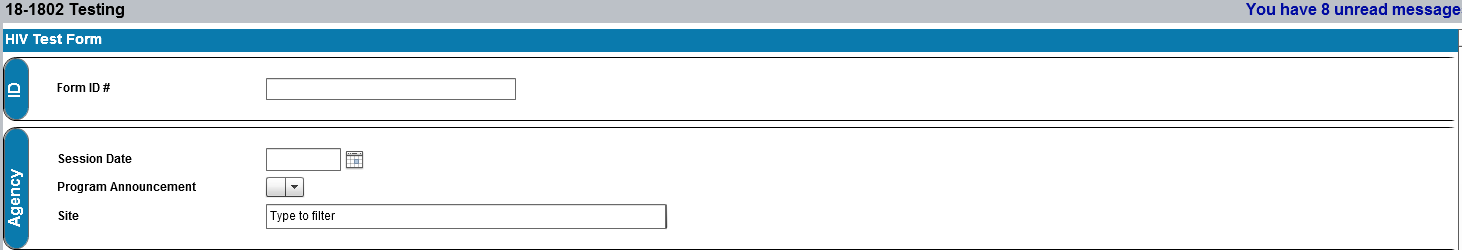 18-1802 Testing
You have 8 unread message
HIV Test Form
ID
Form ID #
Agency
Session Date
Program Announcement
Site
Type to filter